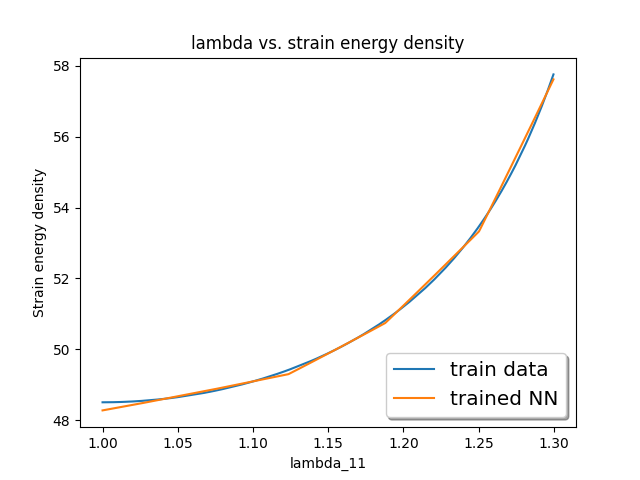 lambda vs. strain energy density
Strain energy density
58
56
54
52
50
48
train data
trained NN
1.00 1.05 1.10 1.15 1.20 1.25 1.30
lambda_11